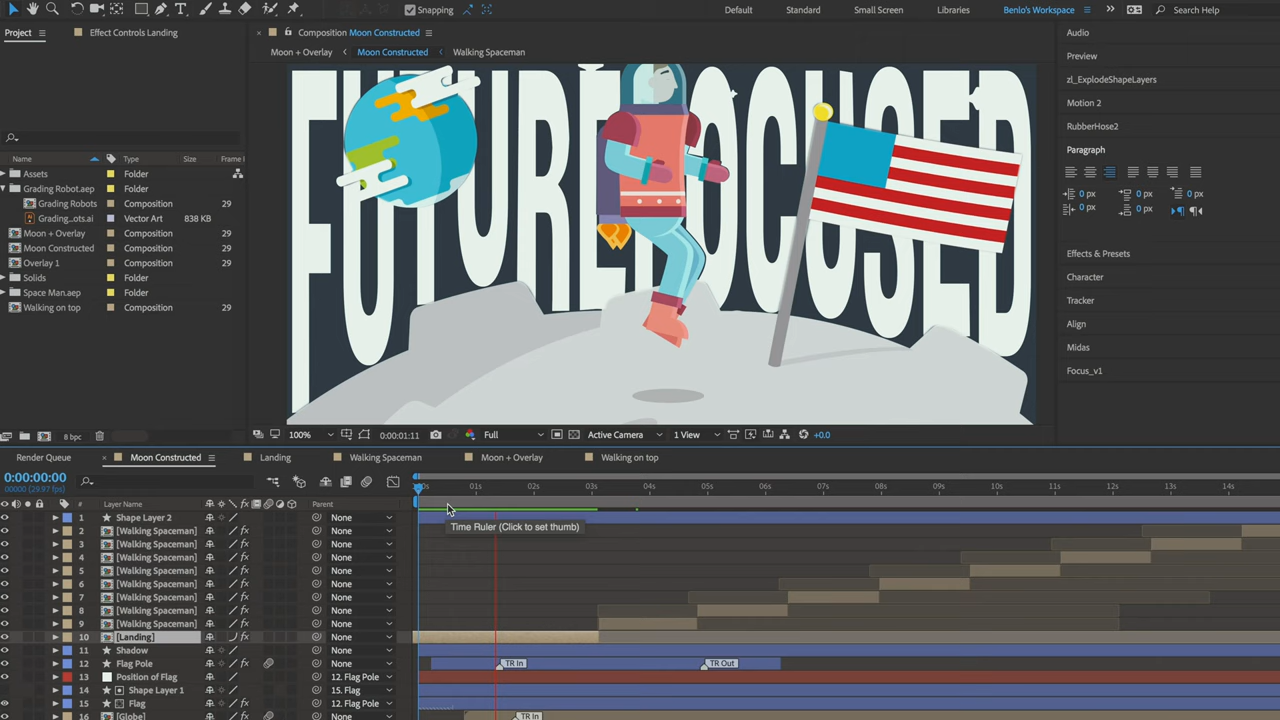 Snapping
Default
Standard
Small Screen
Libraries
Benlo's Workspace
Search Help
Project
Effect Controls Landing
Composition Moon Constructed
Moon + Overlay
Moon Constructed
Walking Spaceman
Name
Type
Size
Frame I
Assets
Folder
Grading Robot.aep
Folder
Grading Robots
Composition
29
Grading...ots.ai
Vector Art
838 KB
Moon + Overlay
Composition
29
Moon Constructed
Composition
29
Overlay 1
Composition
29
Solids
Folder
Space Man.aep
Folder
Walking on top
Composition
29
8 bpc
FUTURE FOCUSED
100%
0:00:01:11
Full
Active Camera
1 View
+0.0
Audio
Preview
zl_ExplodeShapeLayers
Motion 2
RubberHose2
Paragraph
0 px
0 px
0 px
0 px
0 px
Effects & Presets
Character
Tracker
Align
Midas
Focus_v1
Render Queue
Moon Constructed
Landing
Walking Spaceman
Moon + Overlay
Walking on top
0:00:00:00
00000 (29.97 fps)
#
Layer Name
Parent
01s
02s
03s
04s
05s
06s
07s
08s
09s
10s
11s
12s
13s
14s
Time Ruler (Click to set thumb)
1
Shape Layer 2
None
2
[Walking Spaceman]
None
3
[Walking Spaceman]
None
4
[Walking Spaceman]
None
5
[Walking Spaceman]
None
6
[Walking Spaceman]
None
7
[Walking Spaceman]
None
8
[Walking Spaceman]
None
9
[Walking Spaceman]
None
10
[Landing]
None
11
Shadow
None
12
Flag Pole
None
TR In
TR Out
13
Position of Flag
12. Flag Pole
14
Shape Layer 1
15. Flag
15
Flag
12. Flag Pole
16
[Globe]
None
TR In